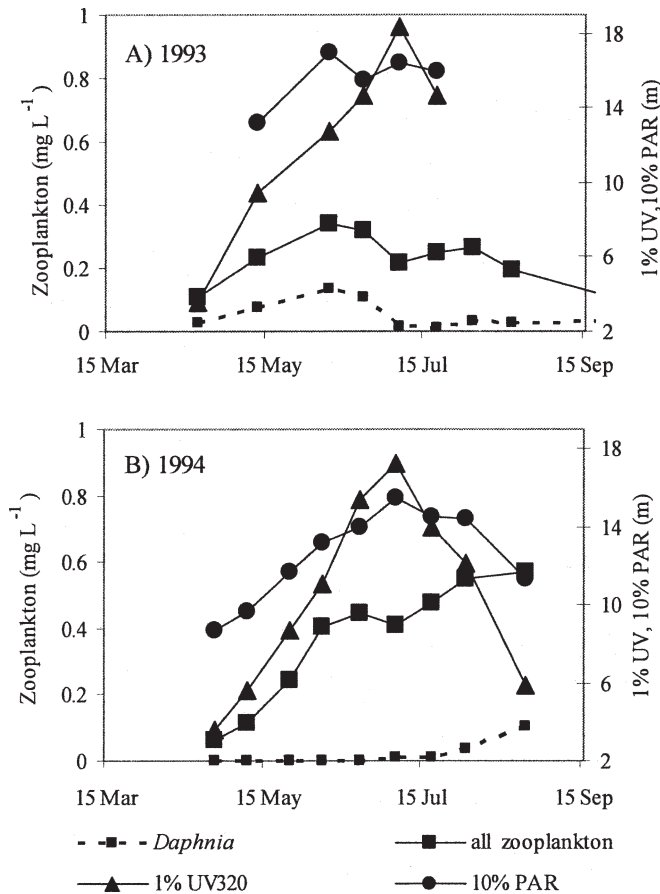 A) 1993
Zooplankton (mg L⁻¹)
1
0.8
0.6
0.4
0.2
0
18
14
10
6
2
1% UV,10% PAR (m)
15 Mar
15 May
15 Jul
15 Sep
B) 1994
Zooplankton (mg L⁻¹)
1
0.8
0.6
0.4
0.2
0
18
14
10
6
2
1% UV, 10% PAR (m)
15 Mar
15 May
15 Jul
15 Sep
Daphnia
all zooplankton
1% UV320
10% PAR